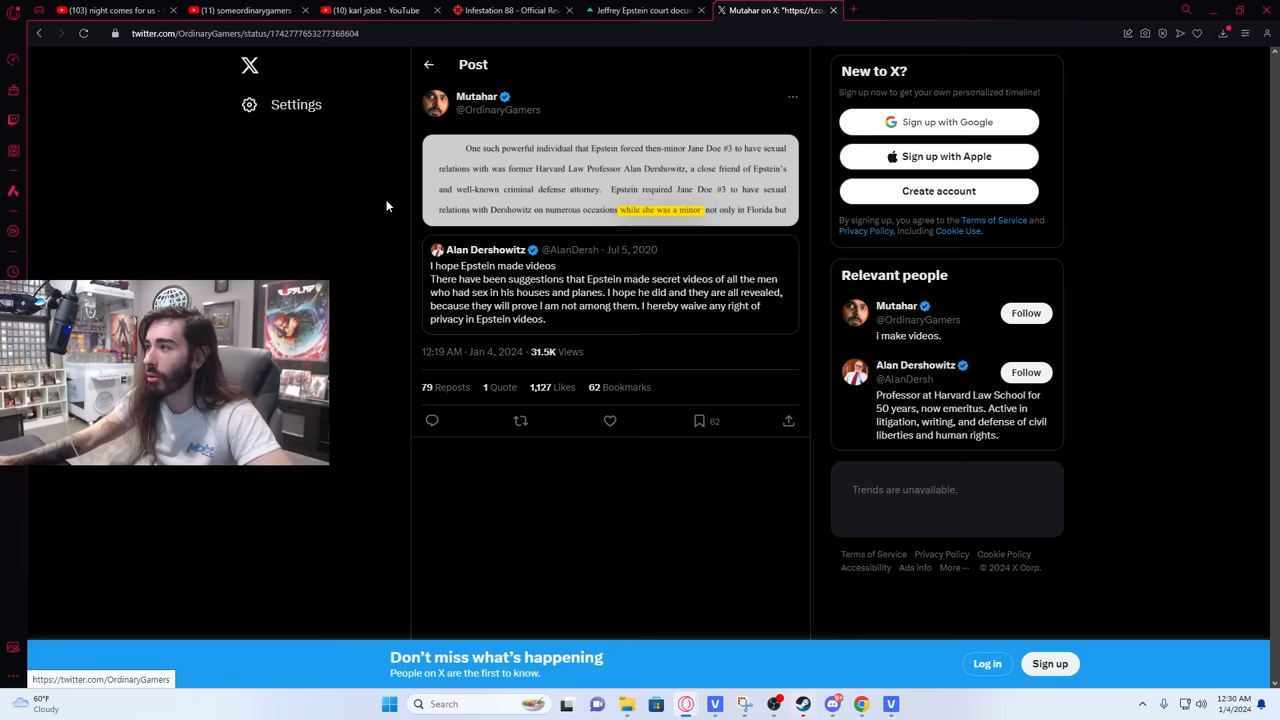 (103) night comes for us - Y
(11) someordinarygamers -
(10) karl jobst - YouTube
Infestation 88 - Official Rev
Jeffrey Epstein court docum
Mutahar on X: "https://t.co
twitter.com/OrdinaryGamers/status/1742777653277368604
Settings
Post
Mutahar
@OrdinaryGamers
One such powerful individual that Epstein forced then-minor Jane Doe #3 to have sexual
relations with was former Harvard Law Professor Alan Dershowitz, a close friend of Epstein's
and well-known criminal defense attorney. Epstein required Jane Doe #3 to have sexual
relations with Dershowitz on numerous occasions while she was a minor not only in Florida but
Alan Dershowitz @AlanDersh · Jul 5, 2020
I hope Epstein made videos
There have been suggestions that Epstein made secret videos of all the men
who had sex in his houses and planes. I hope he did and they are all revealed,
because they will prove I am not among them. I hereby waive any right of
privacy in Epstein videos.
12:19 AM · Jan 4, 2024 · 31.5K Views
79 Reposts 1 Quote 1,127 Likes 62 Bookmarks
62
New to X?
Sign up now to get your own personalized timeline!
Sign up with Google
Sign up with Apple
Create account
By signing up, you agree to the Terms of Service and
Privacy Policy, including Cookie Use.
Relevant people
Mutahar
@OrdinaryGamers
Follow
i make videos.
Alan Dershowitz
@AlanDersh
Follow
Professor at Harvard Law School for
50 years, now emeritus. Active in
litigation, writing, and defense of civil
liberties and human rights.
Trends are unavailable.
Terms of Service Privacy Policy Cookie Policy
Accessibility Ads info More ··· © 2024 X Corp.
Don't miss what's happening
People on X are the first to know.
Log in
Sign up
https://twitter.com/OrdinaryGamers
60°F
Cloudy
Search
12:30 AM
1/4/2024